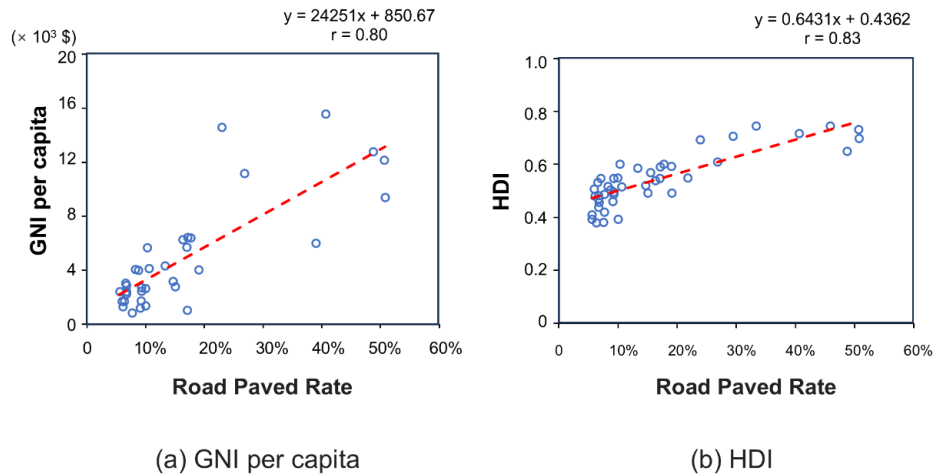 y = 24251x + 850.67
r = 0.80
(× 10³ $)
20
16
12
8
4
0
GNI per capita
0 10% 20% 30% 40% 50% 60%
Road Paved Rate
(a) GNI per capita
y = 0.6431x + 0.4362
r = 0.83
1.0
0.8
0.6
0.4
0.2
0
HDI
0 10% 20% 30% 40% 50% 60%
Road Paved Rate
(b) HDI